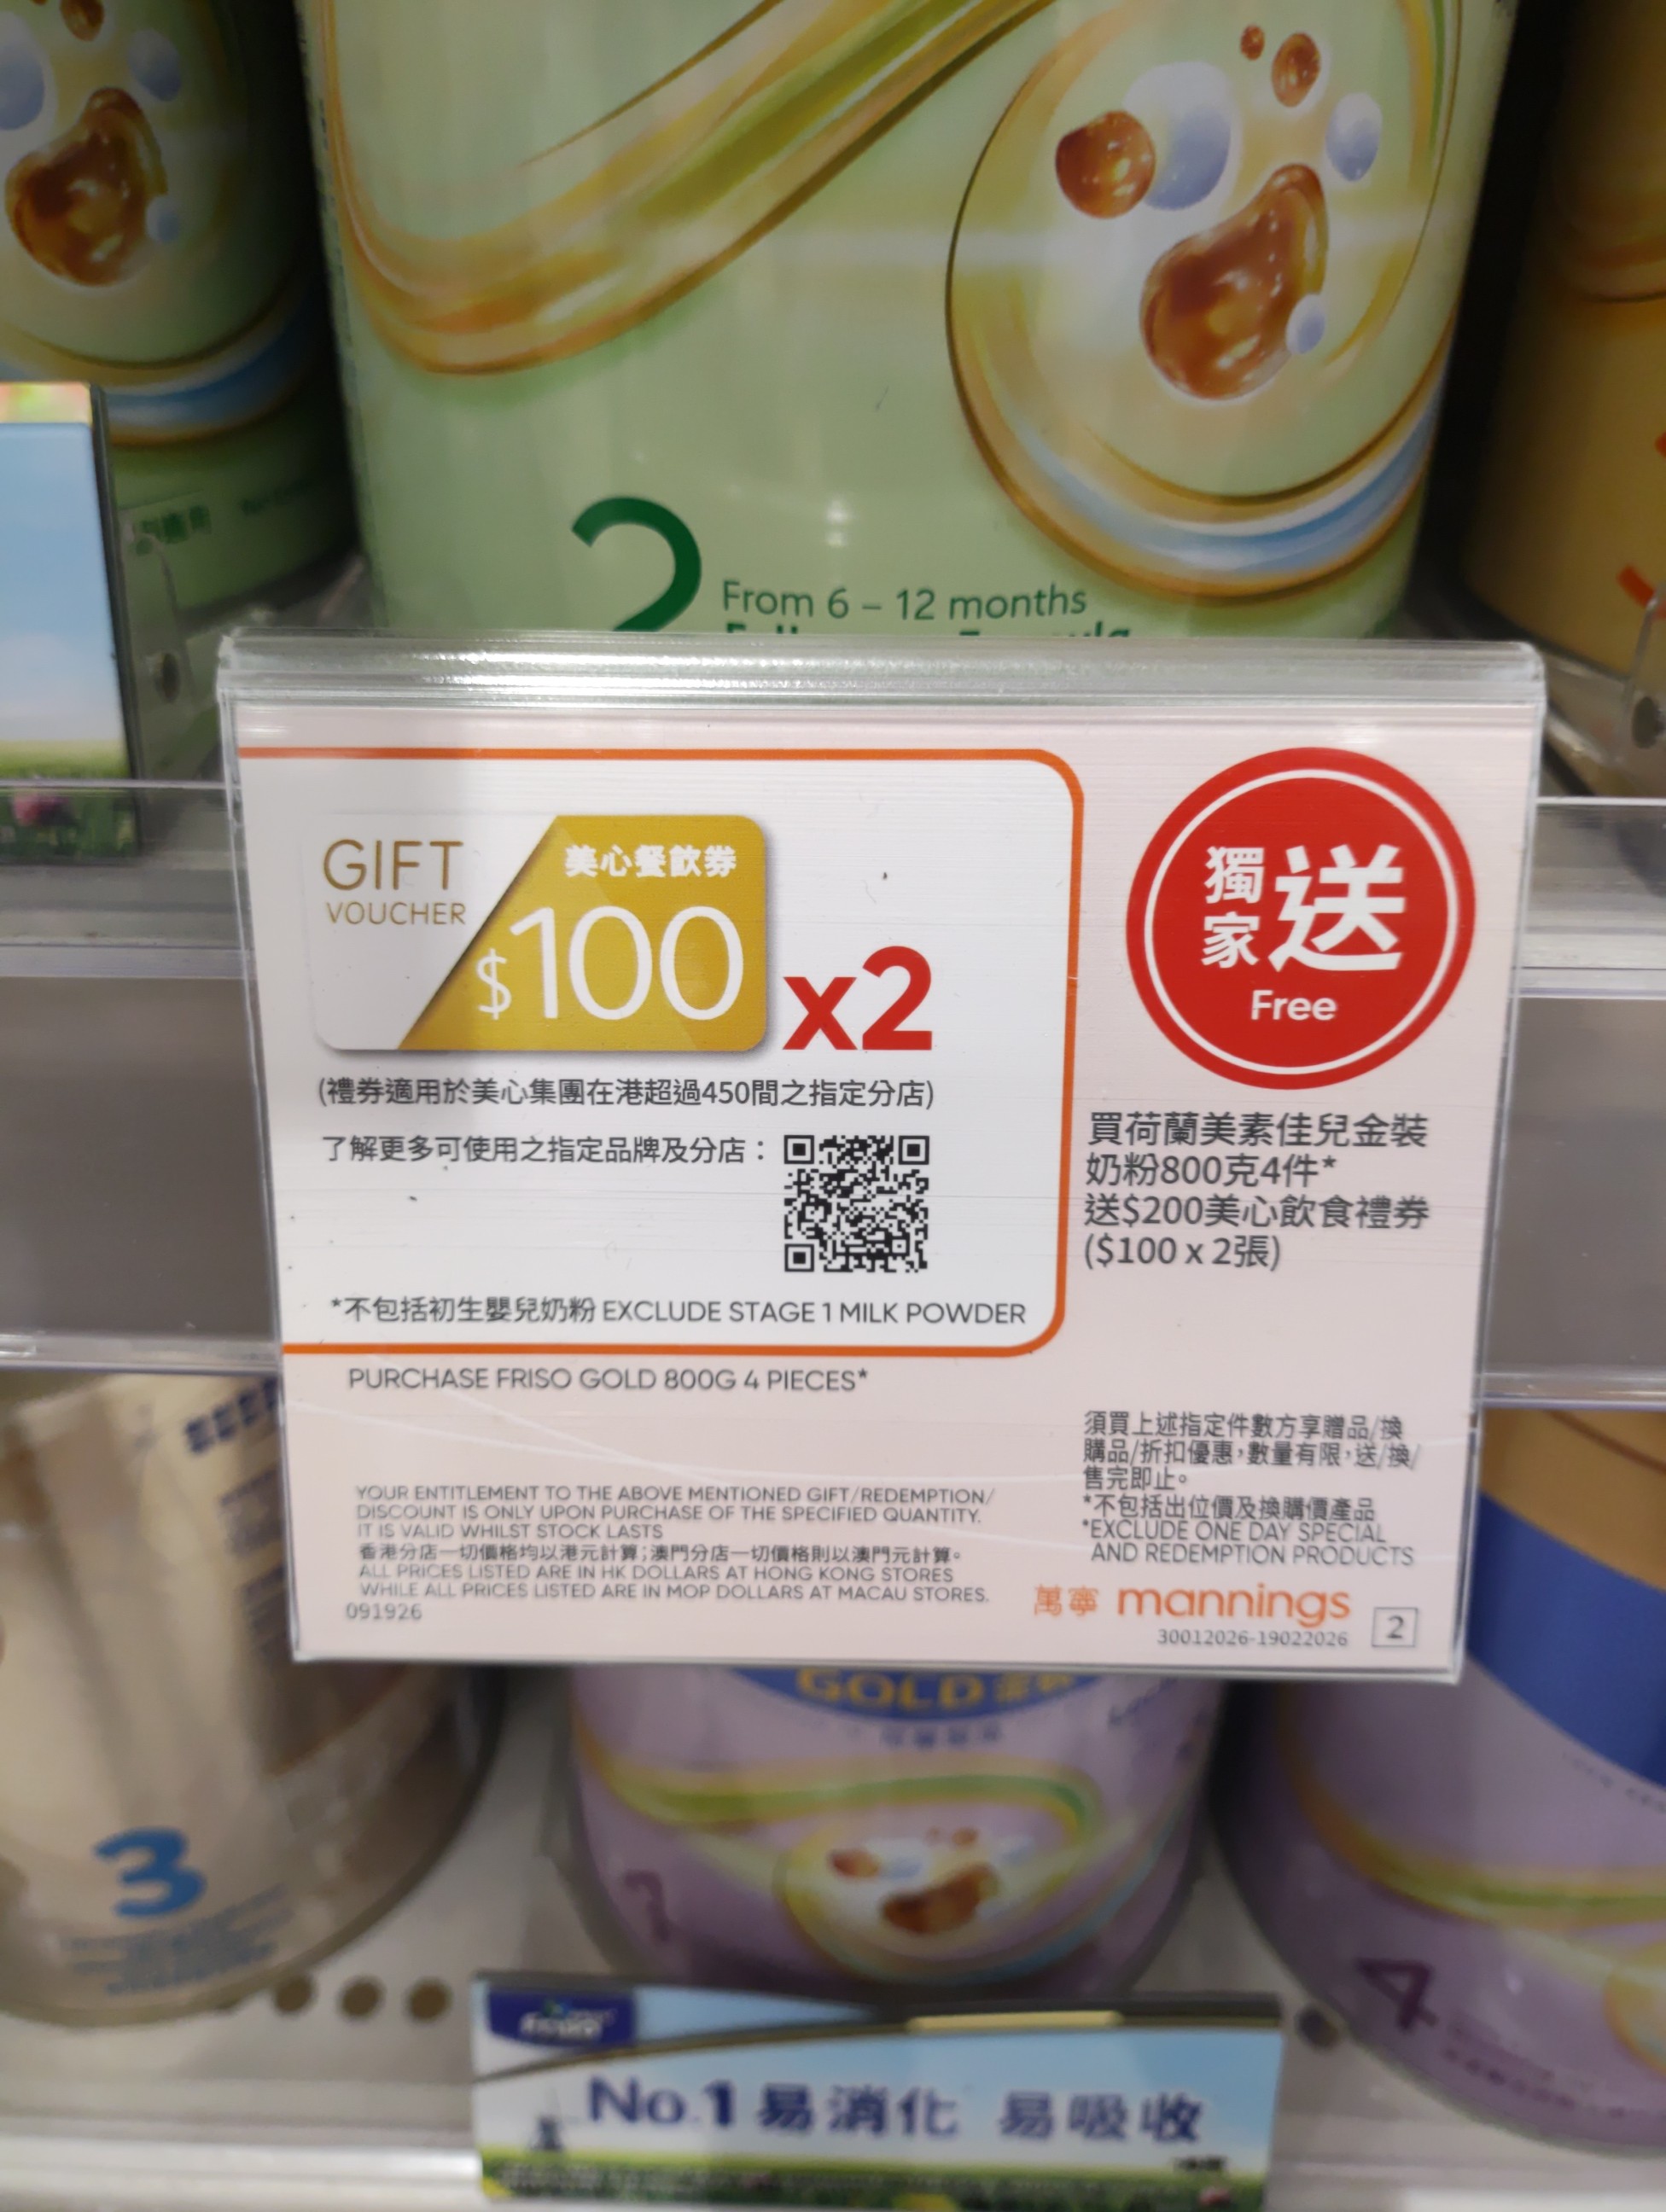 2
From 6 – 12 months
GIFT
VOUCHER
美心餐飲券
$100
x2
(禮券適用於美心集團在港超過450間之指定分店)
了解更多可使用之指定品牌及分店：
*不包括初生嬰兒奶粉 EXCLUDE STAGE 1 MILK POWDER
PURCHASE FRISO GOLD 800G 4 PIECES*
獨家
送
Free
買荷蘭美素佳兒金裝
奶粉800克4件*
送$200美心飲食禮券
($100 x 2張)
YOUR ENTITLEMENT TO THE ABOVE MENTIONED GIFT/REDEMPTION/
DISCOUNT IS ONLY UPON PURCHASE OF THE SPECIFIED QUANTITY.
IT IS VALID WHILST STOCK LASTS
香港分店一切價格均以港元計算；澳門分店一切價格則以澳門元計算。
ALL PRICES LISTED ARE IN HK DOLLARS AT HONG KONG STORES
WHILE ALL PRICES LISTED ARE IN MOP DOLLARS AT MACAU STORES.
091926
須買上述指定件數方享贈品/換
購品/折扣優惠，數量有限，送/換/
售完即止。
*不包括出位價及換購價產品
*EXCLUDE ONE DAY SPECIAL
AND REDEMPTION PRODUCTS
萬寧 mannings
30012026-19022026
2
GOLD
3
4
No.1 易消化 易吸收